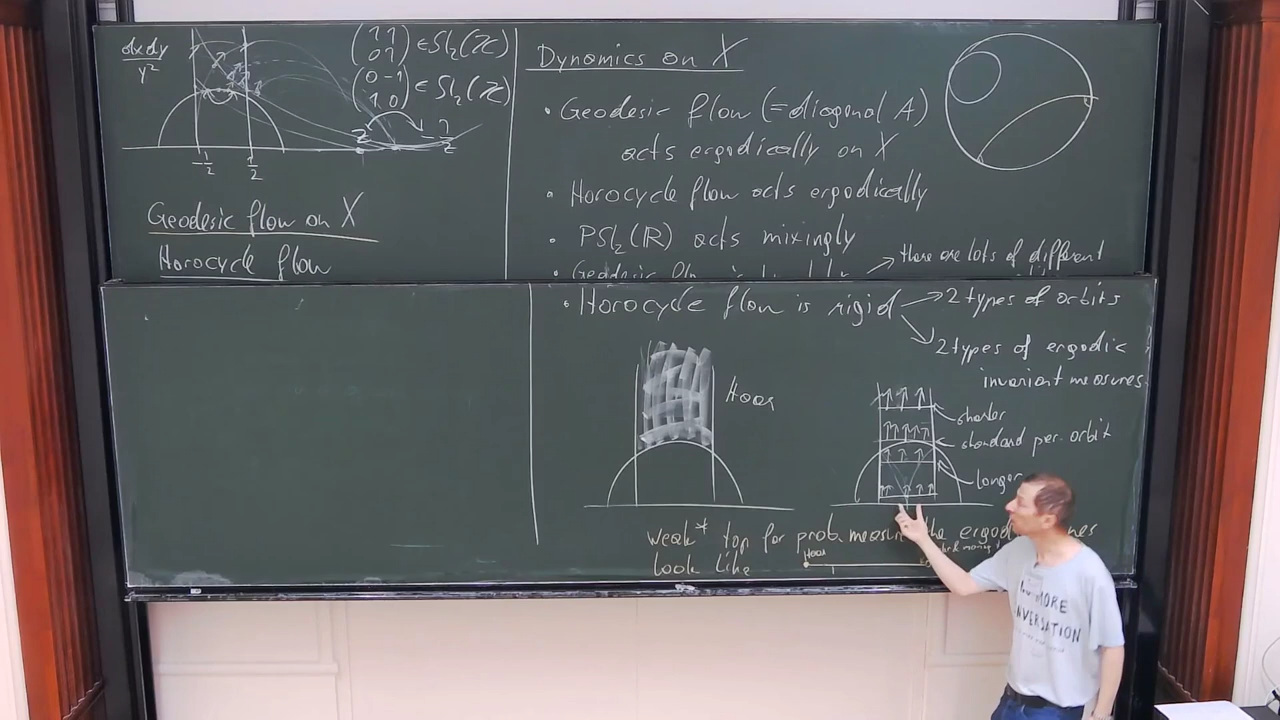 dxdy
y²
(1 1
0 1) ∈ SL₂(ℤ)
(0 -1
1 0) ∈ SL₂(ℤ)
z
-1/z
-1/2
1/2
Geodesic flow on X
Horocycle flow
Dynamics on X
• Geodesic flow (=diagonal A)
acts ergodically on X
• Horocycle flow acts ergodically
• PSL₂(ℝ) acts mixingly
there are lots of different
• Horocycle flow is rigid
2 types of orbits
2 types of ergodic
invariant measures
Haar
shorter
standard per. orbit
longer
weak* top for prob measures the
look like
Haar
MORE